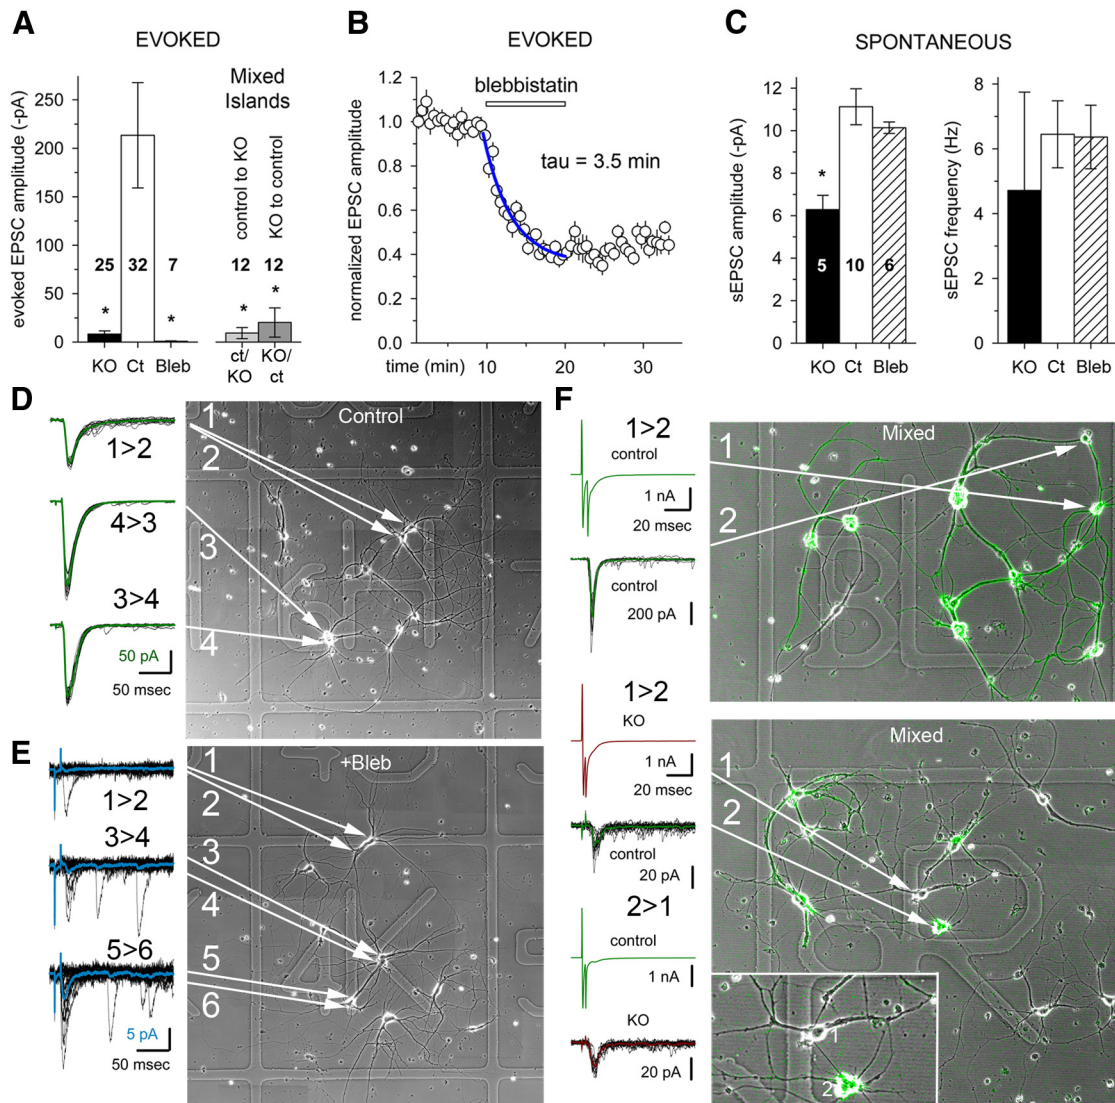 A
EVOKED
Mixed
Islands
evoked EPSC amplitude (-pA)
250
200
150
100
50
0
control to KO
KO to control
25
32
7
12
12
*
*
*
*
KO
Ct
Bleb
ct/
KO
KO/
ct
B
EVOKED
blebbistatin
tau = 3.5 min
normalized EPSC amplitude
1.2
1.0
0.8
0.6
0.4
0.2
0.0
time (min)
10
20
30
C
SPONTANEOUS
sEPSC amplitude (-pA)
12
10
8
6
4
2
0
*
5
10
6
KO
Ct
Bleb
sEPSC frequency (Hz)
8
6
4
2
0
KO
Ct
Bleb
D
1>2
4>3
3>4
50 pA
50 msec
Control
1
2
3
4
E
1>2
3>4
5>6
5 pA
50 msec
+Bleb
1
2
3
4
5
6
F
1>2
control
1 nA
20 msec
control
200 pA
Mixed
1
2
1>2
KO
1 nA
20 msec
control
20 pA
2>1
control
1 nA
KO
20 pA
Mixed
1
2
1
2